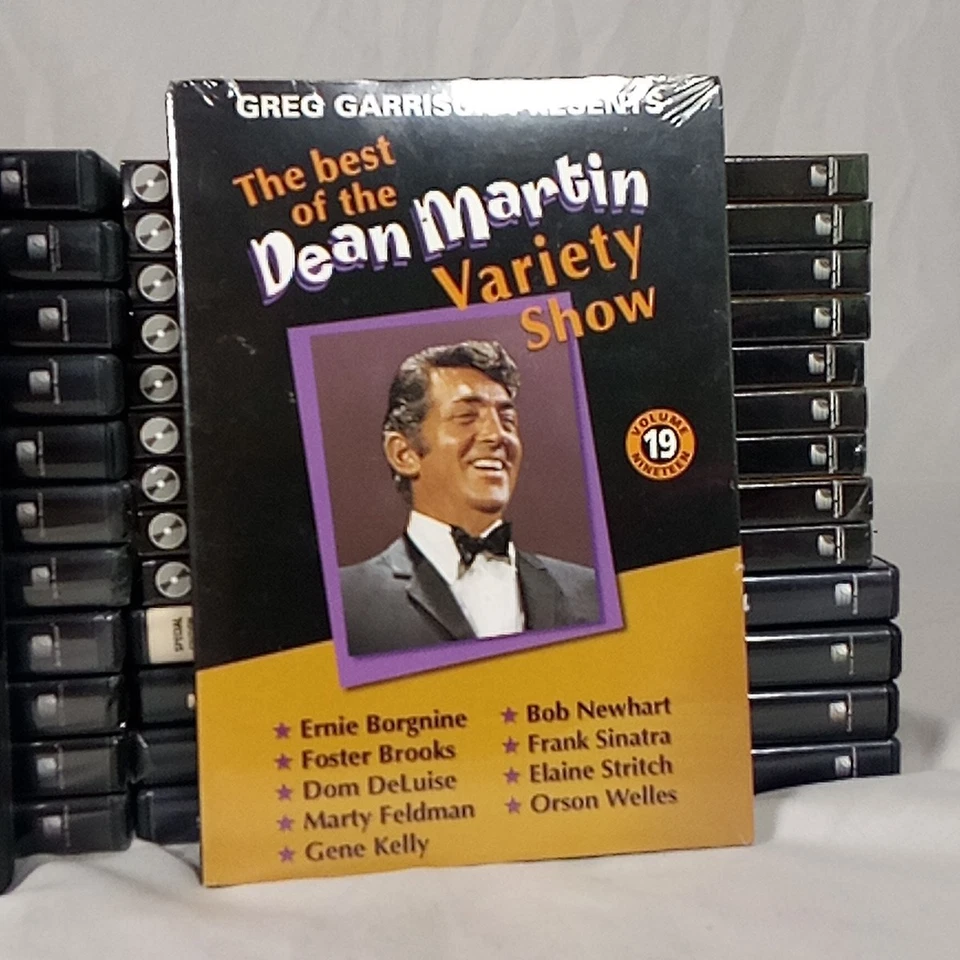 GREG GARRISON PRESENTS
The best
of the
Dean Martin
Variety
Show
VOLUME
19
NINETEEN
★ Ernie Borgnine
★ Foster Brooks
★ Dom DeLuise
★ Marty Feldman
★ Gene Kelly
★ Bob Newhart
★ Frank Sinatra
★ Elaine Stritch
★ Orson Welles